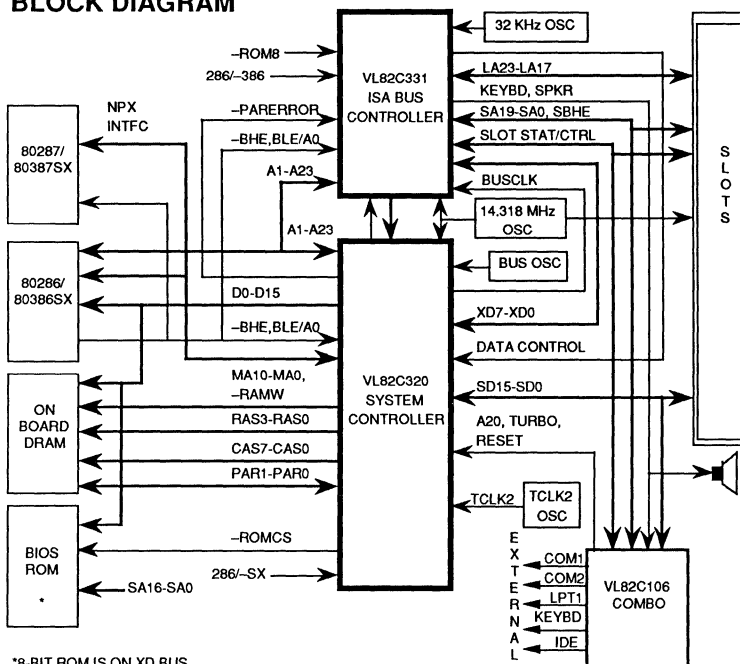 BLOCK DIAGRAM
32 KHz OSC
–ROM8
286/–386
VL82C331
ISA BUS
CONTROLLER
LA23-LA17
KEYBD, SPKR
SA19-SA0, SBHE
SLOT STAT/CTRL
BUSCLK
NPX
INTFC
–PARERROR
–BHE,BLE/A0
A1-A23
80287/
80387SX
14.318 MHz
OSC
SLOTS
A1-A23
BUS OSC
80286/
80386SX
D0-D15
–BHE,BLE/A0
XD7-XD0
DATA CONTROL
VL82C320
SYSTEM
CONTROLLER
MA10-MA0,
–RAMW
RAS3-RAS0
CAS7-CAS0
PAR1-PAR0
ON
BOARD
DRAM
SD15-SD0
A20, TURBO,
RESET
TCLK2
TCLK2
OSC
BIOS
ROM
*
–ROMCS
286/–SX
SA16-SA0
EXTERNAL
COM1
COM2
LPT1
KEYBD
IDE
VL82C106
COMBO
*8-BIT ROM IS ON XD BUS